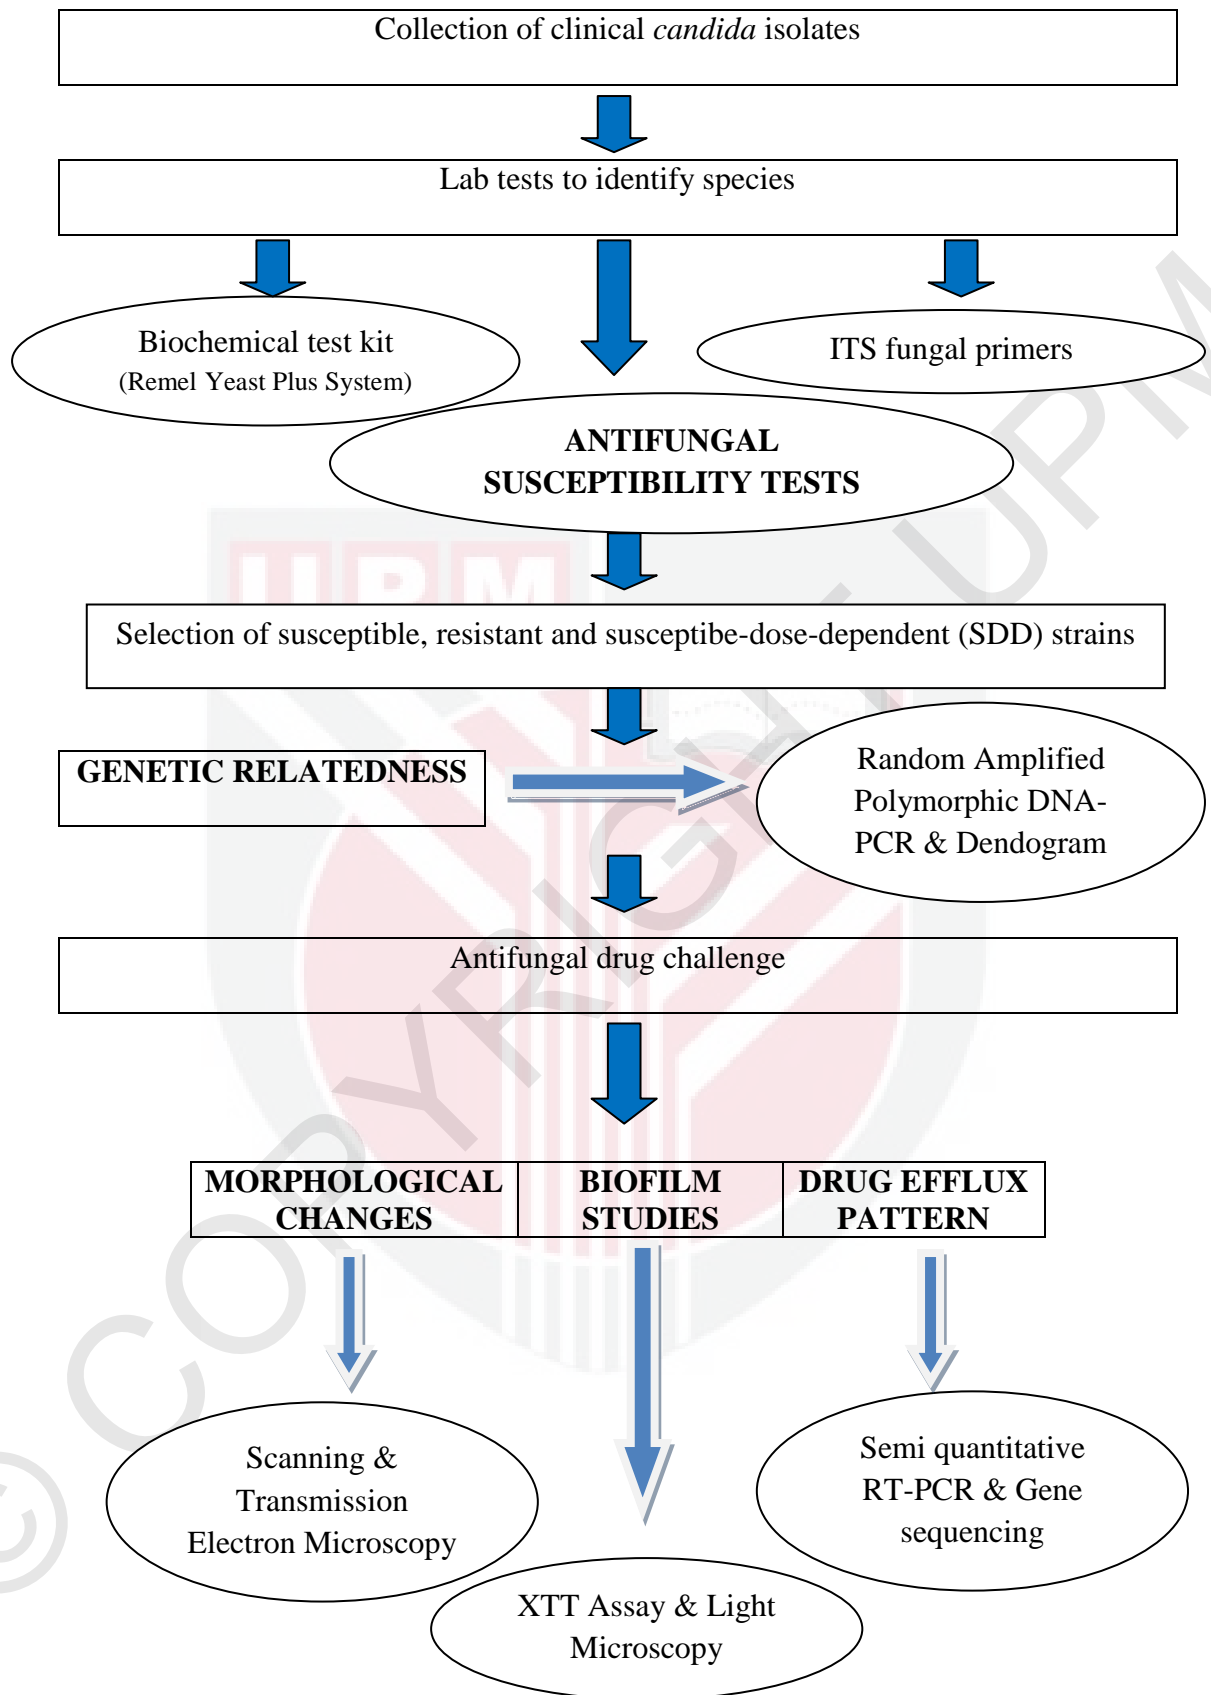 Collection of clinical candida isolates
Lab tests to identify species
Biochemical test kit
(Remel Yeast Plus System)
ITS fungal primers
ANTIFUNGAL
SUSCEPTIBILITY TESTS
UPM
Selection of susceptible, resistant and susceptibe-dose-dependent (SDD) strains
GENETIC RELATEDNESS
Random Amplified
Polymorphic DNA-
PCR & Dendogram
Antifungal drug challenge
MORPHOLOGICAL
CHANGES
BIOFILM
STUDIES
DRUG EFFLUX
PATTERN
Scanning &
Transmission
Electron Microscopy
Semi quantitative
RT-PCR & Gene
sequencing
XTT Assay & Light
Microscopy
© COPYRIGHT UPM